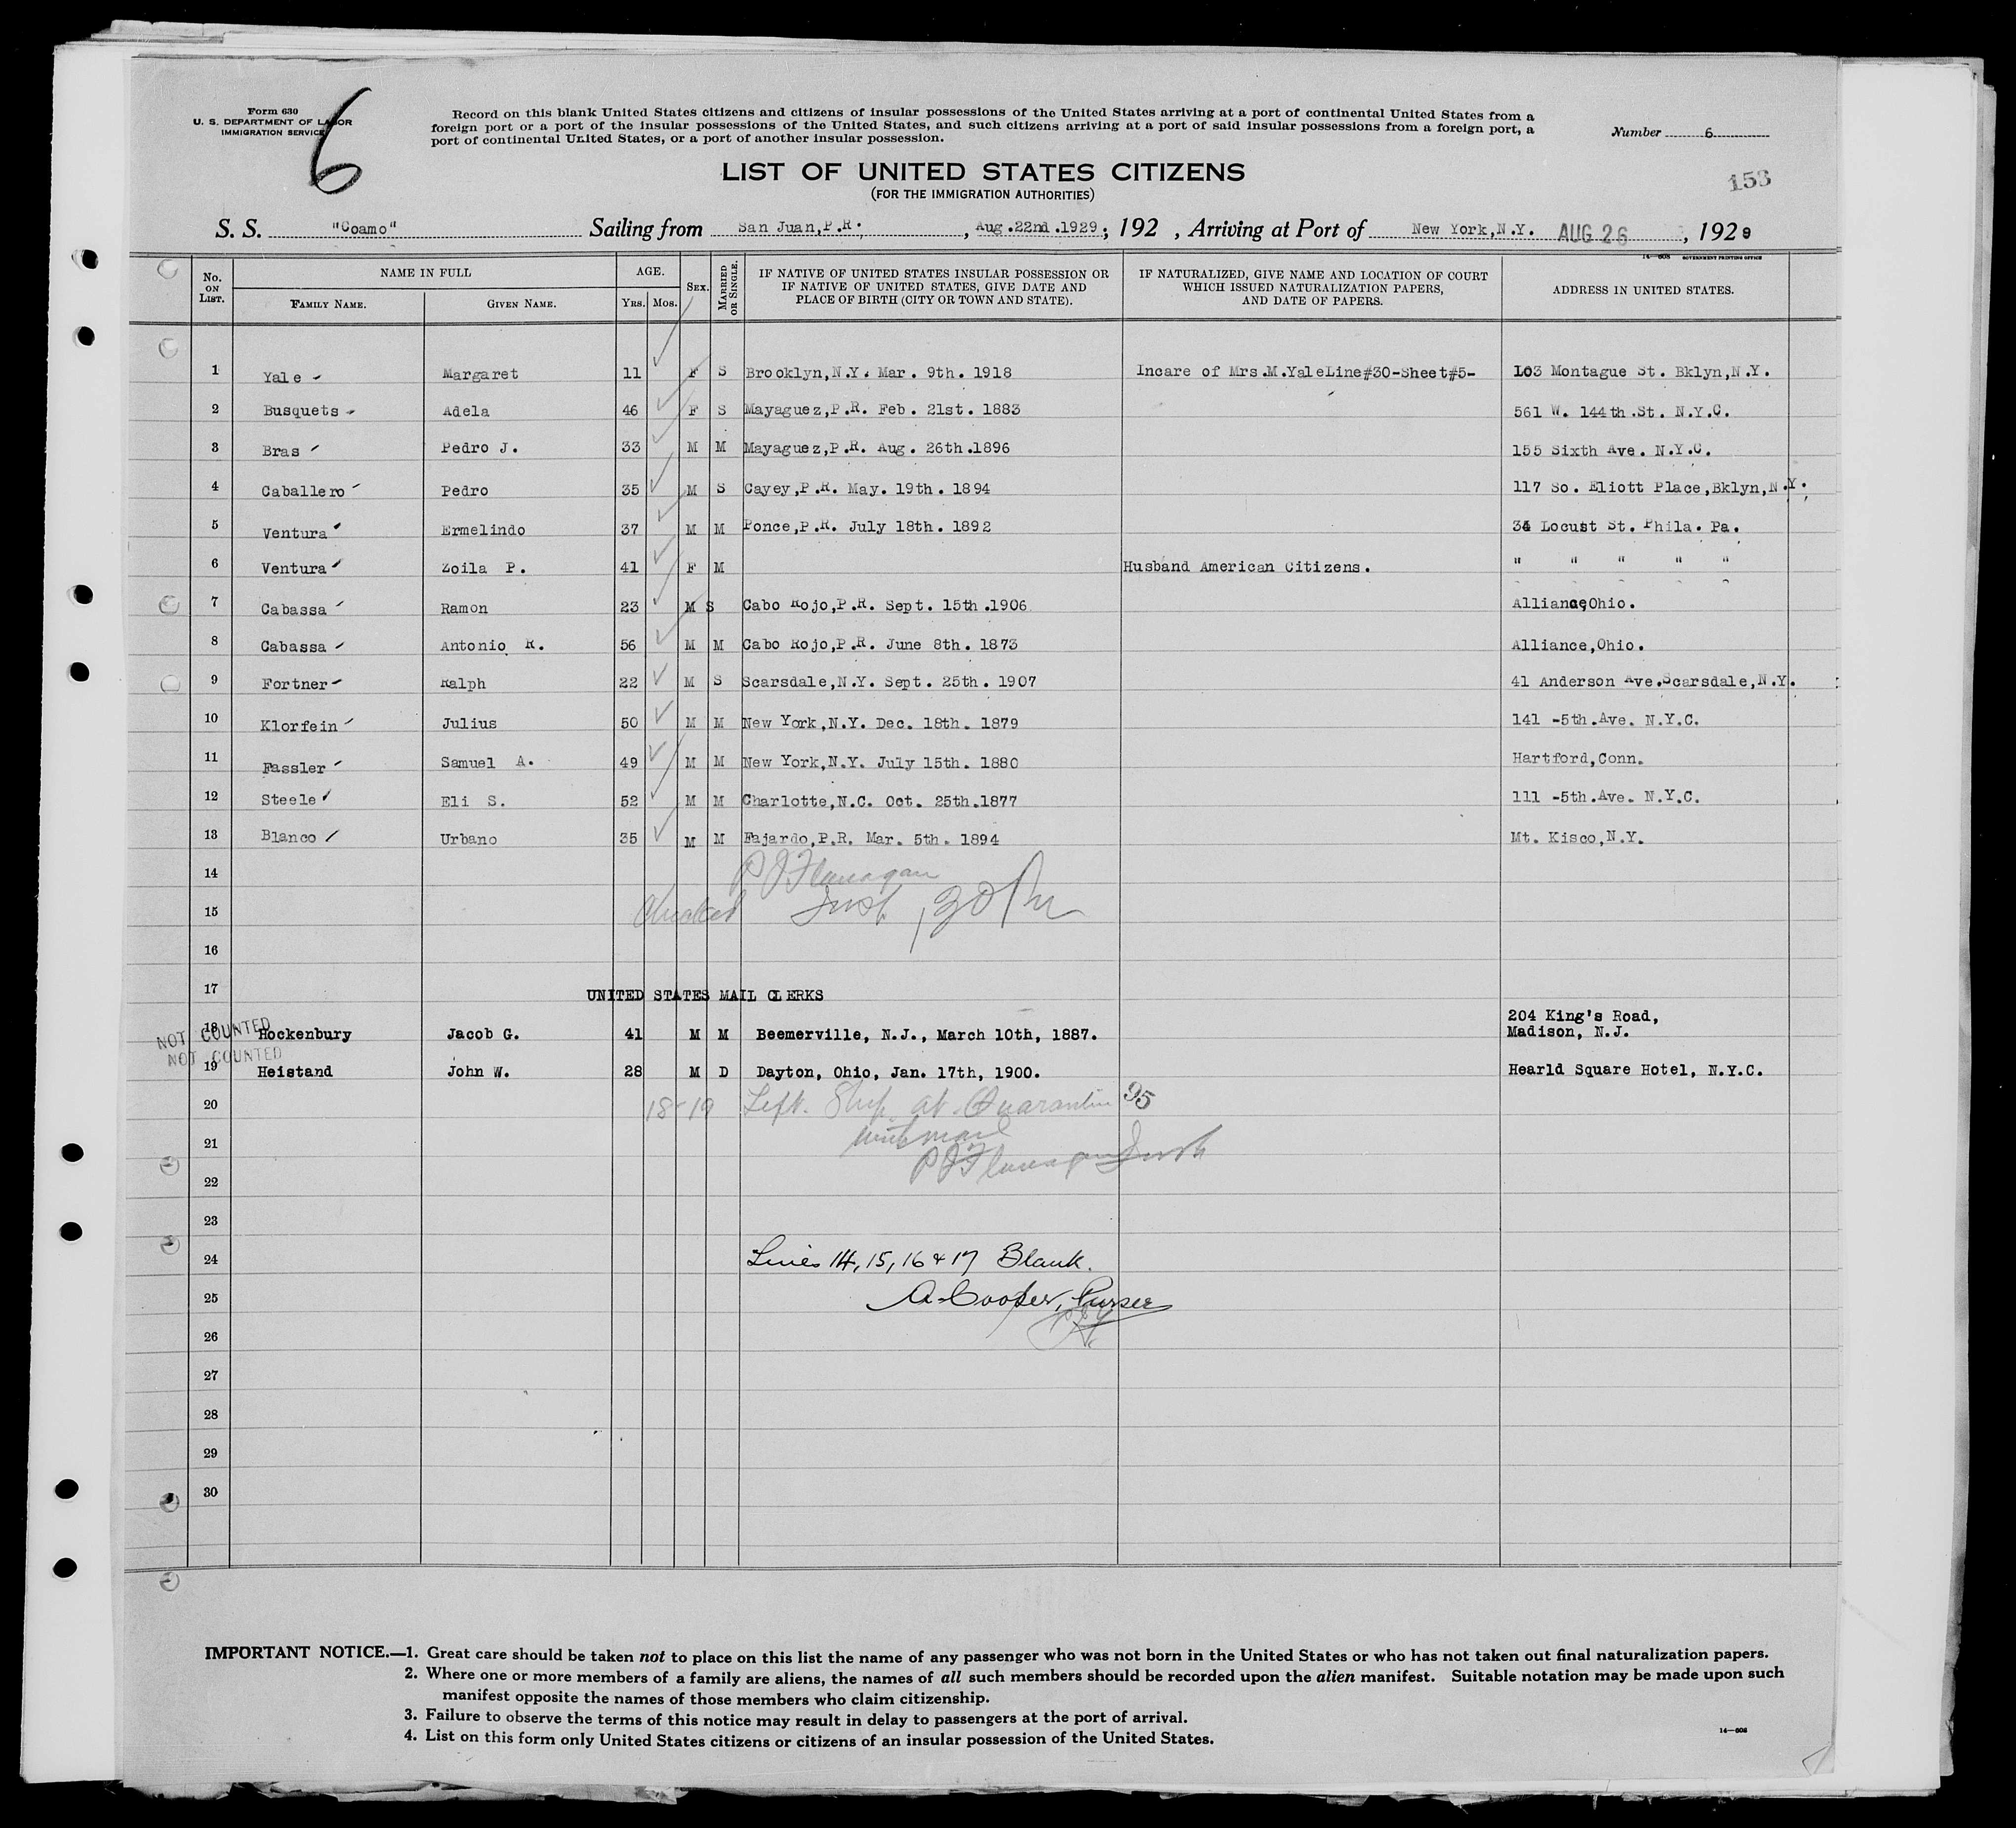 Form 630
U. S. DEPARTMENT OF LABOR
IMMIGRATION SERVICE
6
Record on this blank United States citizens and citizens of insular possessions of the United States arriving at a port of continental United States from a
foreign port or a port of the insular possessions of the United States, and such citizens arriving at a port of said insular possessions from a foreign port, a
port of continental United States, or a port of another insular possession.
Number 6
LIST OF UNITED STATES CITIZENS
(FOR THE IMMIGRATION AUTHORITIES)
153
S. S. "Coamo" Sailing from San Juan,P.R. , Aug.22nd.1929; 192 , Arriving at Port of New York,N.Y. AUG 26 , 1929
14—608 GOVERNMENT PRINTING OFFICE
No. ON LIST. NAME IN FULL FAMILY NAME. GIVEN NAME. AGE. YRS. MOS. SEX. MARRIED OR SINGLE. IF NATIVE OF UNITED STATES INSULAR POSSESSION OR IF NATIVE OF UNITED STATES, GIVE DATE AND PLACE OF BIRTH (CITY OR TOWN AND STATE). IF NATURALIZED, GIVE NAME AND LOCATION OF COURT WHICH ISSUED NATURALIZATION PAPERS, AND DATE OF PAPERS. ADDRESS IN UNITED STATES.
1 Yale Margaret 11 F S Brooklyn,N.Y. Mar. 9th. 1918 Incare of Mrs.M.YaleLine#30-Sheet#5- 103 Montague St. Bklyn,N.Y.
2 Busquets Adela 46 F S Mayaguez,P.R. Feb. 21st. 1883 561 W. 144th.St. N.Y.C.
3 Bras Pedro J. 33 M M Mayaguez,P.R. Aug. 26th.1896 155 Sixth Ave. N.Y.C.
4 Caballero Pedro 35 M S Cayey,P.R. May. 19th. 1894 117 So. Eliott Place,Bklyn,N.Y.
5 Ventura Ermelindo 37 M M Ponce,P.R. July 18th. 1892 34 Locust St. Phila. Pa.
6 Ventura Zoila P. 41 F M Husband American Citizens. " " " " "
7 Cabassa Ramon 23 M S Cabo Rojo,P.R. Sept. 15th.1906 Alliance,Ohio.
8 Cabassa Antonio R. 56 M M Cabo Rojo,P.R. June 8th. 1873 Alliance,Ohio.
9 Fortner Ralph 22 M S Scarsdale,N.Y. Sept. 25th. 1907 41 Anderson Ave.Scarsdale,N.Y.
10 Klorfein Julius 50 M M New York,N.Y. Dec. 18th. 1879 141 -5th.Ave. N.Y.C.
11 Fassler Samuel A. 49 M M New York,N.Y. July 15th. 1880 Hartford,Conn.
12 Steele Eli S. 52 M M Charlotte,N.C. Oct. 25th.1877 111 -5th.Ave. N.Y.C.
13 Blanco Urbano 35 M M Fajardo,P.R. Mar. 5th. 1894 Mt. Kisco,N.Y.
14 P J Flanagan
15 Checked Insp
16
17 UNITED STATES MAIL CLERKS
NOT COUNTED
18 Hockenbury Jacob G. 41 M M Beemerville, N.J., March 10th, 1887. 204 King's Road, Madison, N.J.
NOT COUNTED
19 Heistand John W. 28 M D Dayton, Ohio, Jan. 17th, 1900. Hearld Square Hotel, N.Y.C.
20 18-19 Left Ship at Quarantine 95
21 with mail
P J Flanagan Insp
22
23
24 Lines 14, 15, 16 & 17 Blank.
25 A. Cooper, Purser
26
27
28
29
30
IMPORTANT NOTICE.—1. Great care should be taken not to place on this list the name of any passenger who was not born in the United States or who has not taken out final naturalization papers.
2. Where one or more members of a family are aliens, the names of all such members should be recorded upon the alien manifest. Suitable notation may be made upon such
manifest opposite the names of those members who claim citizenship.
3. Failure to observe the terms of this notice may result in delay to passengers at the port of arrival.
4. List on this form only United States citizens or citizens of an insular possession of the United States.
14—608